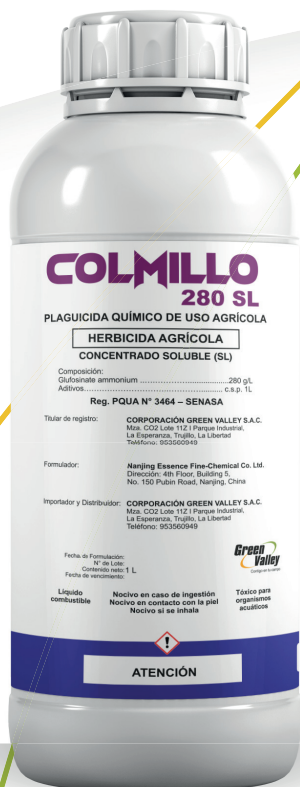 COLMILLO
280 SL
PLAGUICIDA QUÍMICO DE USO AGRÍCOLA
HERBICIDA AGRÍCOLA
CONCENTRADO SOLUBLE (SL)
Composición:
Glufosinate ammonium ................................280 g/L
Aditivos.................................................. c.s.p. 1L
Reg. PQUA N° 3464 – SENASA
Titular de registro: CORPORACIÓN GREEN VALLEY S.A.C.
Mza. CO2 Lote 11Z I Parque Industrial,
La Esperanza, Trujillo, La Libertad
Teléfono: 953560949
Formulador: Nanjing Essence Fine-Chemical Co. Ltd.
Dirección: 4th Floor, Building 5,
No. 150 Pubin Road, Nanjing, China
Importador y Distribuidor: CORPORACIÓN GREEN VALLEY S.A.C.
Mza. CO2 Lote 11Z I Parque Industrial,
La Esperanza, Trujillo, La Libertad
Teléfono: 953560949
Fecha. de Formulación:
N° de Lote:
Contenido neto: 1 L
Fecha de vencimiento:
Green
Valley
Líquido
combustible
Nocivo en caso de ingestión
Nocivo en contacto con la piel
Nocivo si se inhala
Tóxico para
organismos
acuáticos
!
ATENCIÓN